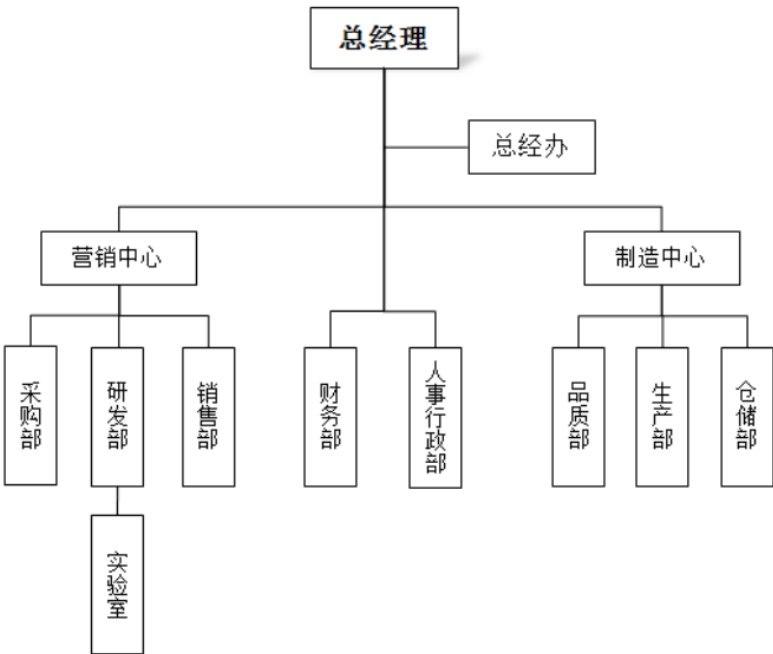 总经理
总经办
营销中心
制造中心
采购部
研发部
销售部
财务部
人事行政部
品质部
生产部
仓储部
实验室